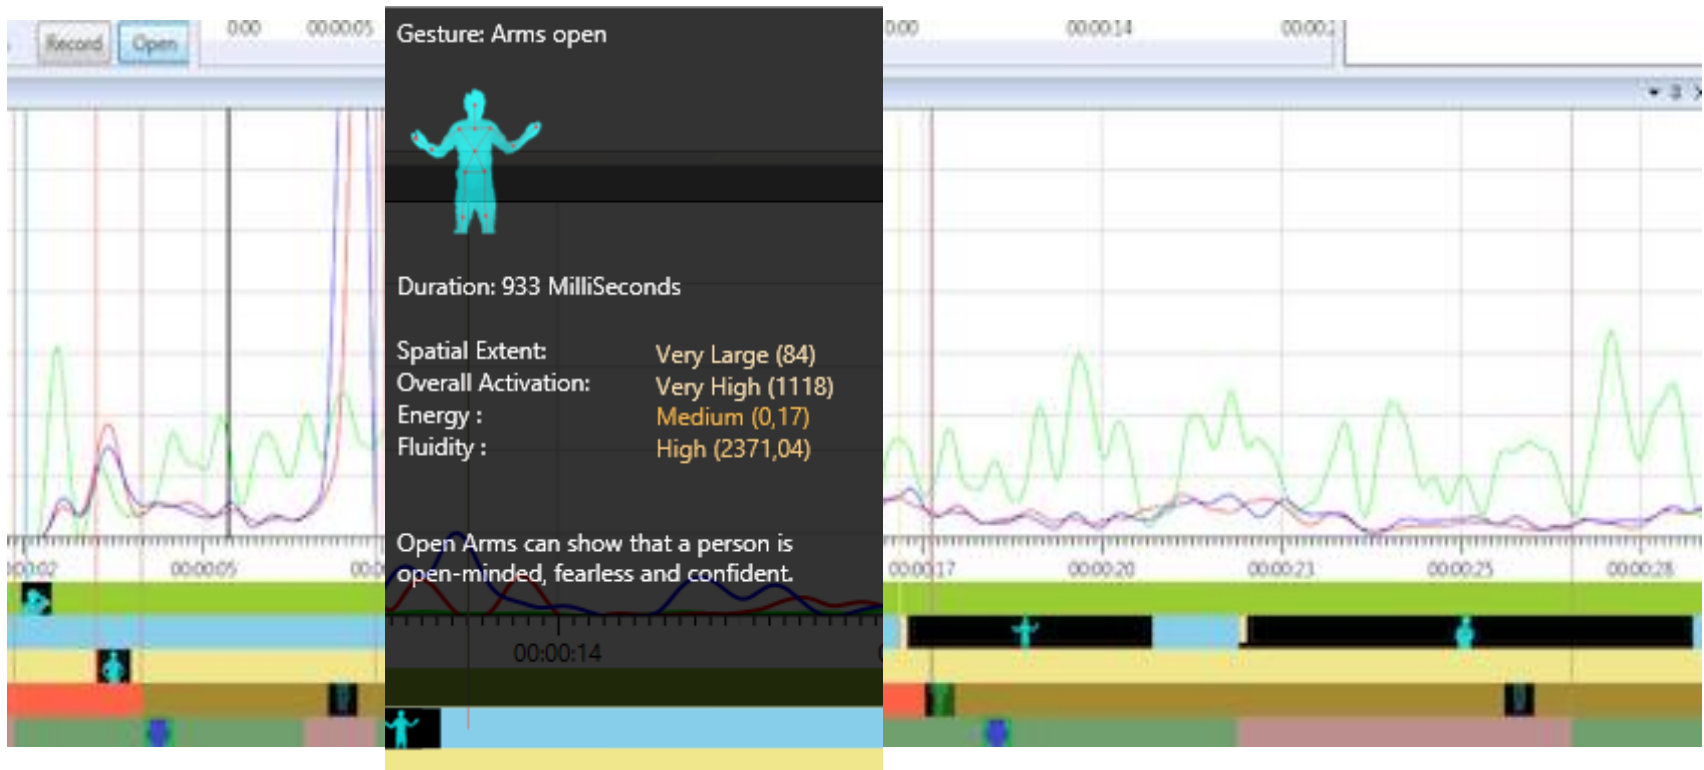 Record
Open
0:00
00:00:05
Gesture: Arms open
00:00:14
Duration: 933 MilliSeconds
Spatial Extent: Very Large (84)
Overall Activation: Very High (1118)
Energy : Medium (0,17)
Fluidity : High (2371,04)
Open Arms can show that a person is
open-minded, fearless and confident.
00:00:14
00:00:05
00:00:17
00:00:20
00:00:23
00:00:25
00:00:28